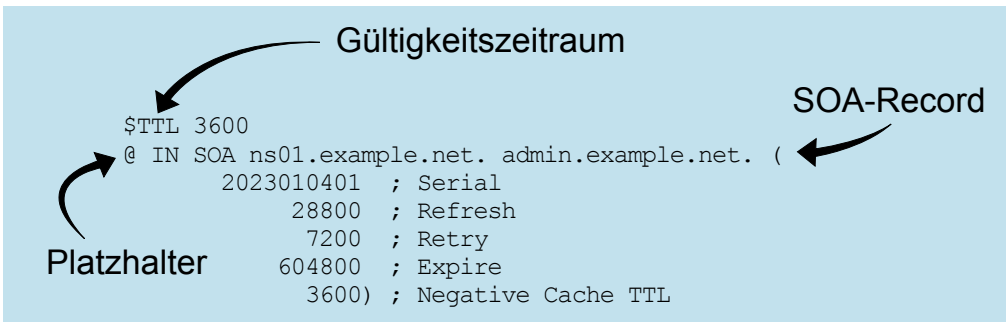 Gültigkeitszeitraum
SOA-Record
$TTL 3600
@ IN SOA ns01.example.net. admin.example.net. (
2023010401 ; Serial
28800 ; Refresh
7200 ; Retry
Platzhalter
604800 ; Expire
3600) ; Negative Cache TTL